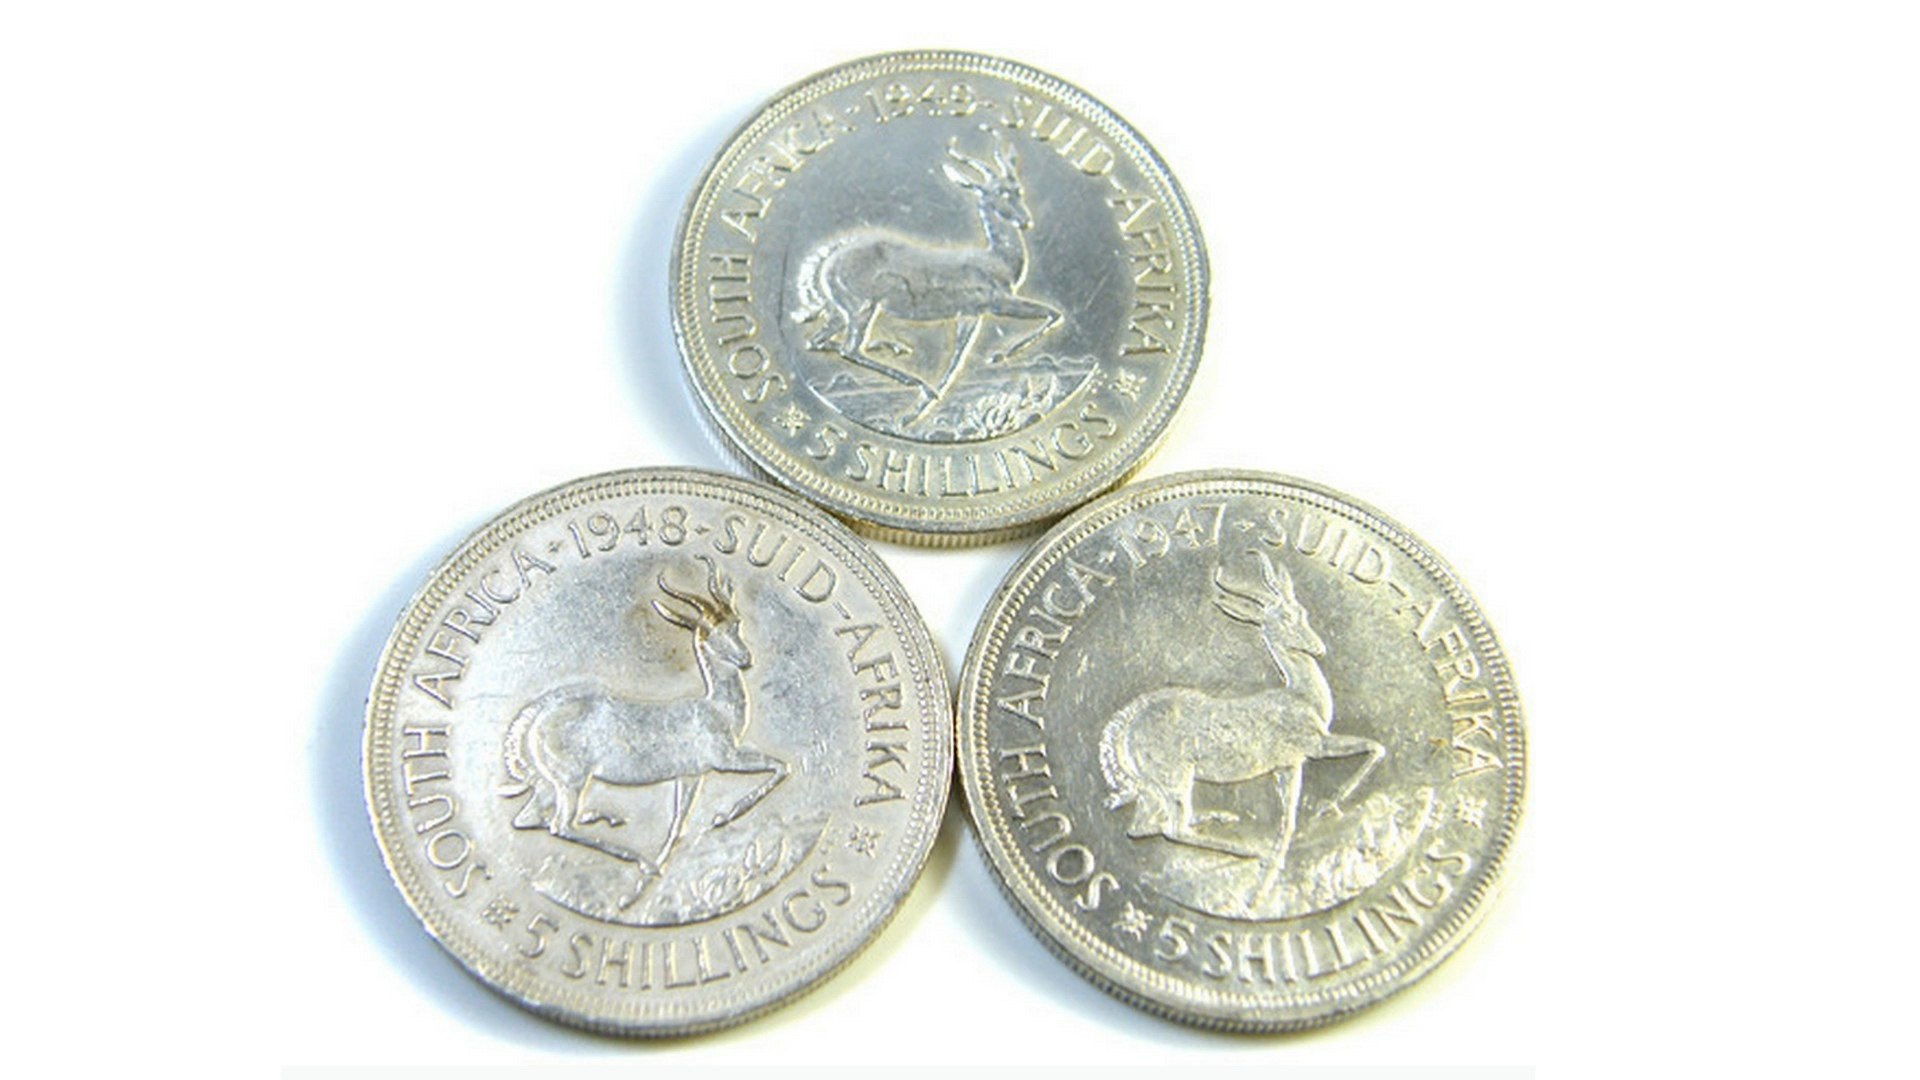 SOUTH AFRICA · 1949 · SUID-AFRIKA
* 5 SHILLINGS *
SOUTH AFRICA · 1948 · SUID-AFRIKA
* 5 SHILLINGS *
SOUTH AFRICA · 1947 · SUID-AFRIKA
* 5 SHILLINGS *